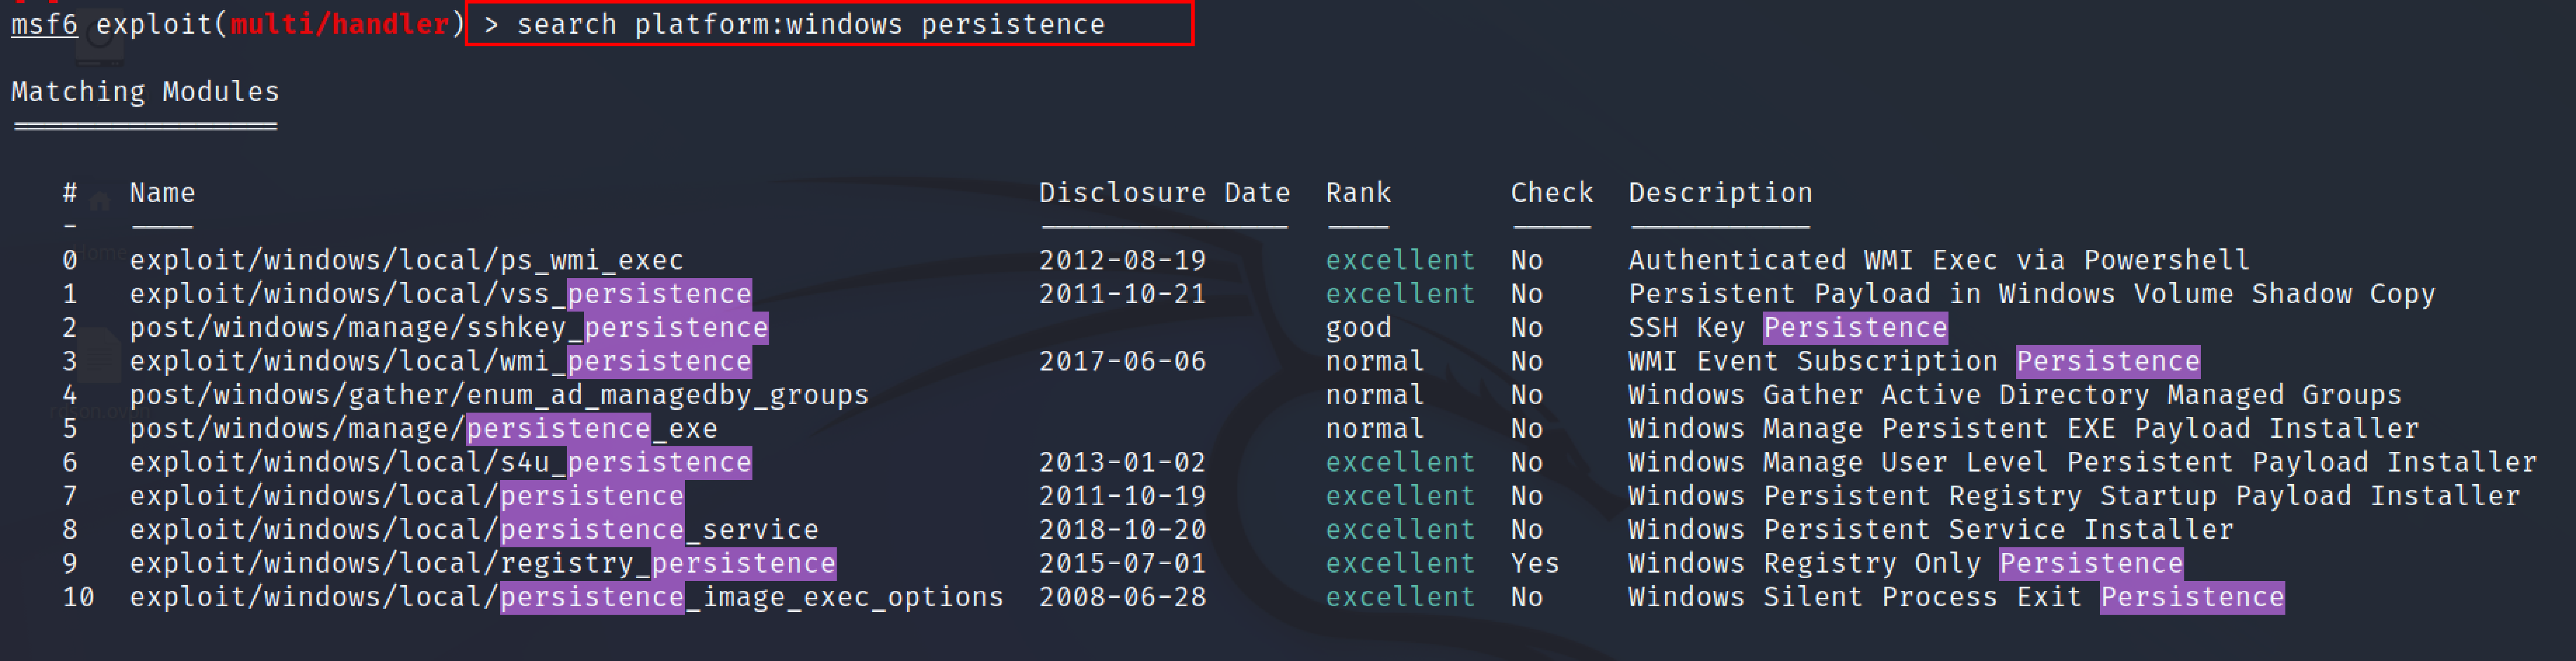 msf6 exploit(multi/handler) > search platform:windows persistence
Matching Modules
================
# Name Disclosure Date Rank Check Description
- ---- --------------- ---- ----- -----------
0 exploit/windows/local/ps_wmi_exec 2012-08-19 excellent No Authenticated WMI Exec via Powershell
1 exploit/windows/local/vss_persistence 2011-10-21 excellent No Persistent Payload in Windows Volume Shadow Copy
2 post/windows/manage/sshkey_persistence good No SSH Key Persistence
3 exploit/windows/local/wmi_persistence 2017-06-06 normal No WMI Event Subscription Persistence
4 post/windows/gather/enum_ad_managedby_groups normal No Windows Gather Active Directory Managed Groups
5 post/windows/manage/persistence_exe normal No Windows Manage Persistent EXE Payload Installer
6 exploit/windows/local/s4u_persistence 2013-01-02 excellent No Windows Manage User Level Persistent Payload Installer
7 exploit/windows/local/persistence 2011-10-19 excellent No Windows Persistent Registry Startup Payload Installer
8 exploit/windows/local/persistence_service 2018-10-20 excellent No Windows Persistent Service Installer
9 exploit/windows/local/registry_persistence 2015-07-01 excellent Yes Windows Registry Only Persistence
10 exploit/windows/local/persistence_image_exec_options 2008-06-28 excellent No Windows Silent Process Exit Persistence